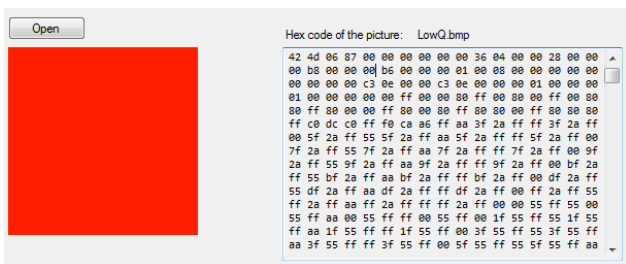 Open
Hex code of the picture: LowQ.bmp
42 4d 06 87 00 00 00 00 00 00 36 04 00 00 28 00 00
00 b8 00 00 00 b6 00 00 00 01 00 08 00 00 00 00 00
00 00 00 00 c3 0e 00 00 c3 0e 00 00 00 01 00 00 00
01 00 00 00 00 00 ff 00 00 80 ff 00 80 00 ff 00 80
80 ff 80 00 00 ff 80 00 80 ff 80 80 00 ff 80 80 80
ff c0 dc c0 ff f0 ca a6 ff aa 3f 2a ff ff 3f 2a ff
00 5f 2a ff 55 5f 2a ff aa 5f 2a ff ff 5f 2a ff 00
7f 2a ff 55 7f 2a ff aa 7f 2a ff ff 7f 2a ff 00 9f
2a ff 55 9f 2a ff aa 9f 2a ff ff 9f 2a ff 00 bf 2a
ff 55 bf 2a ff aa bf 2a ff ff bf 2a ff 00 df 2a ff
55 df 2a ff aa df 2a ff ff df 2a ff 00 ff 2a ff 55
ff 2a ff aa ff 2a ff ff ff 2a ff 00 00 55 ff 55 00
55 ff aa 00 55 ff ff 00 55 ff 00 1f 55 ff 55 1f 55
ff aa 1f 55 ff ff 1f 55 ff 00 3f 55 ff 55 3f 55 ff
aa 3f 55 ff ff 3f 55 ff 00 5f 55 ff 55 5f 55 ff aa